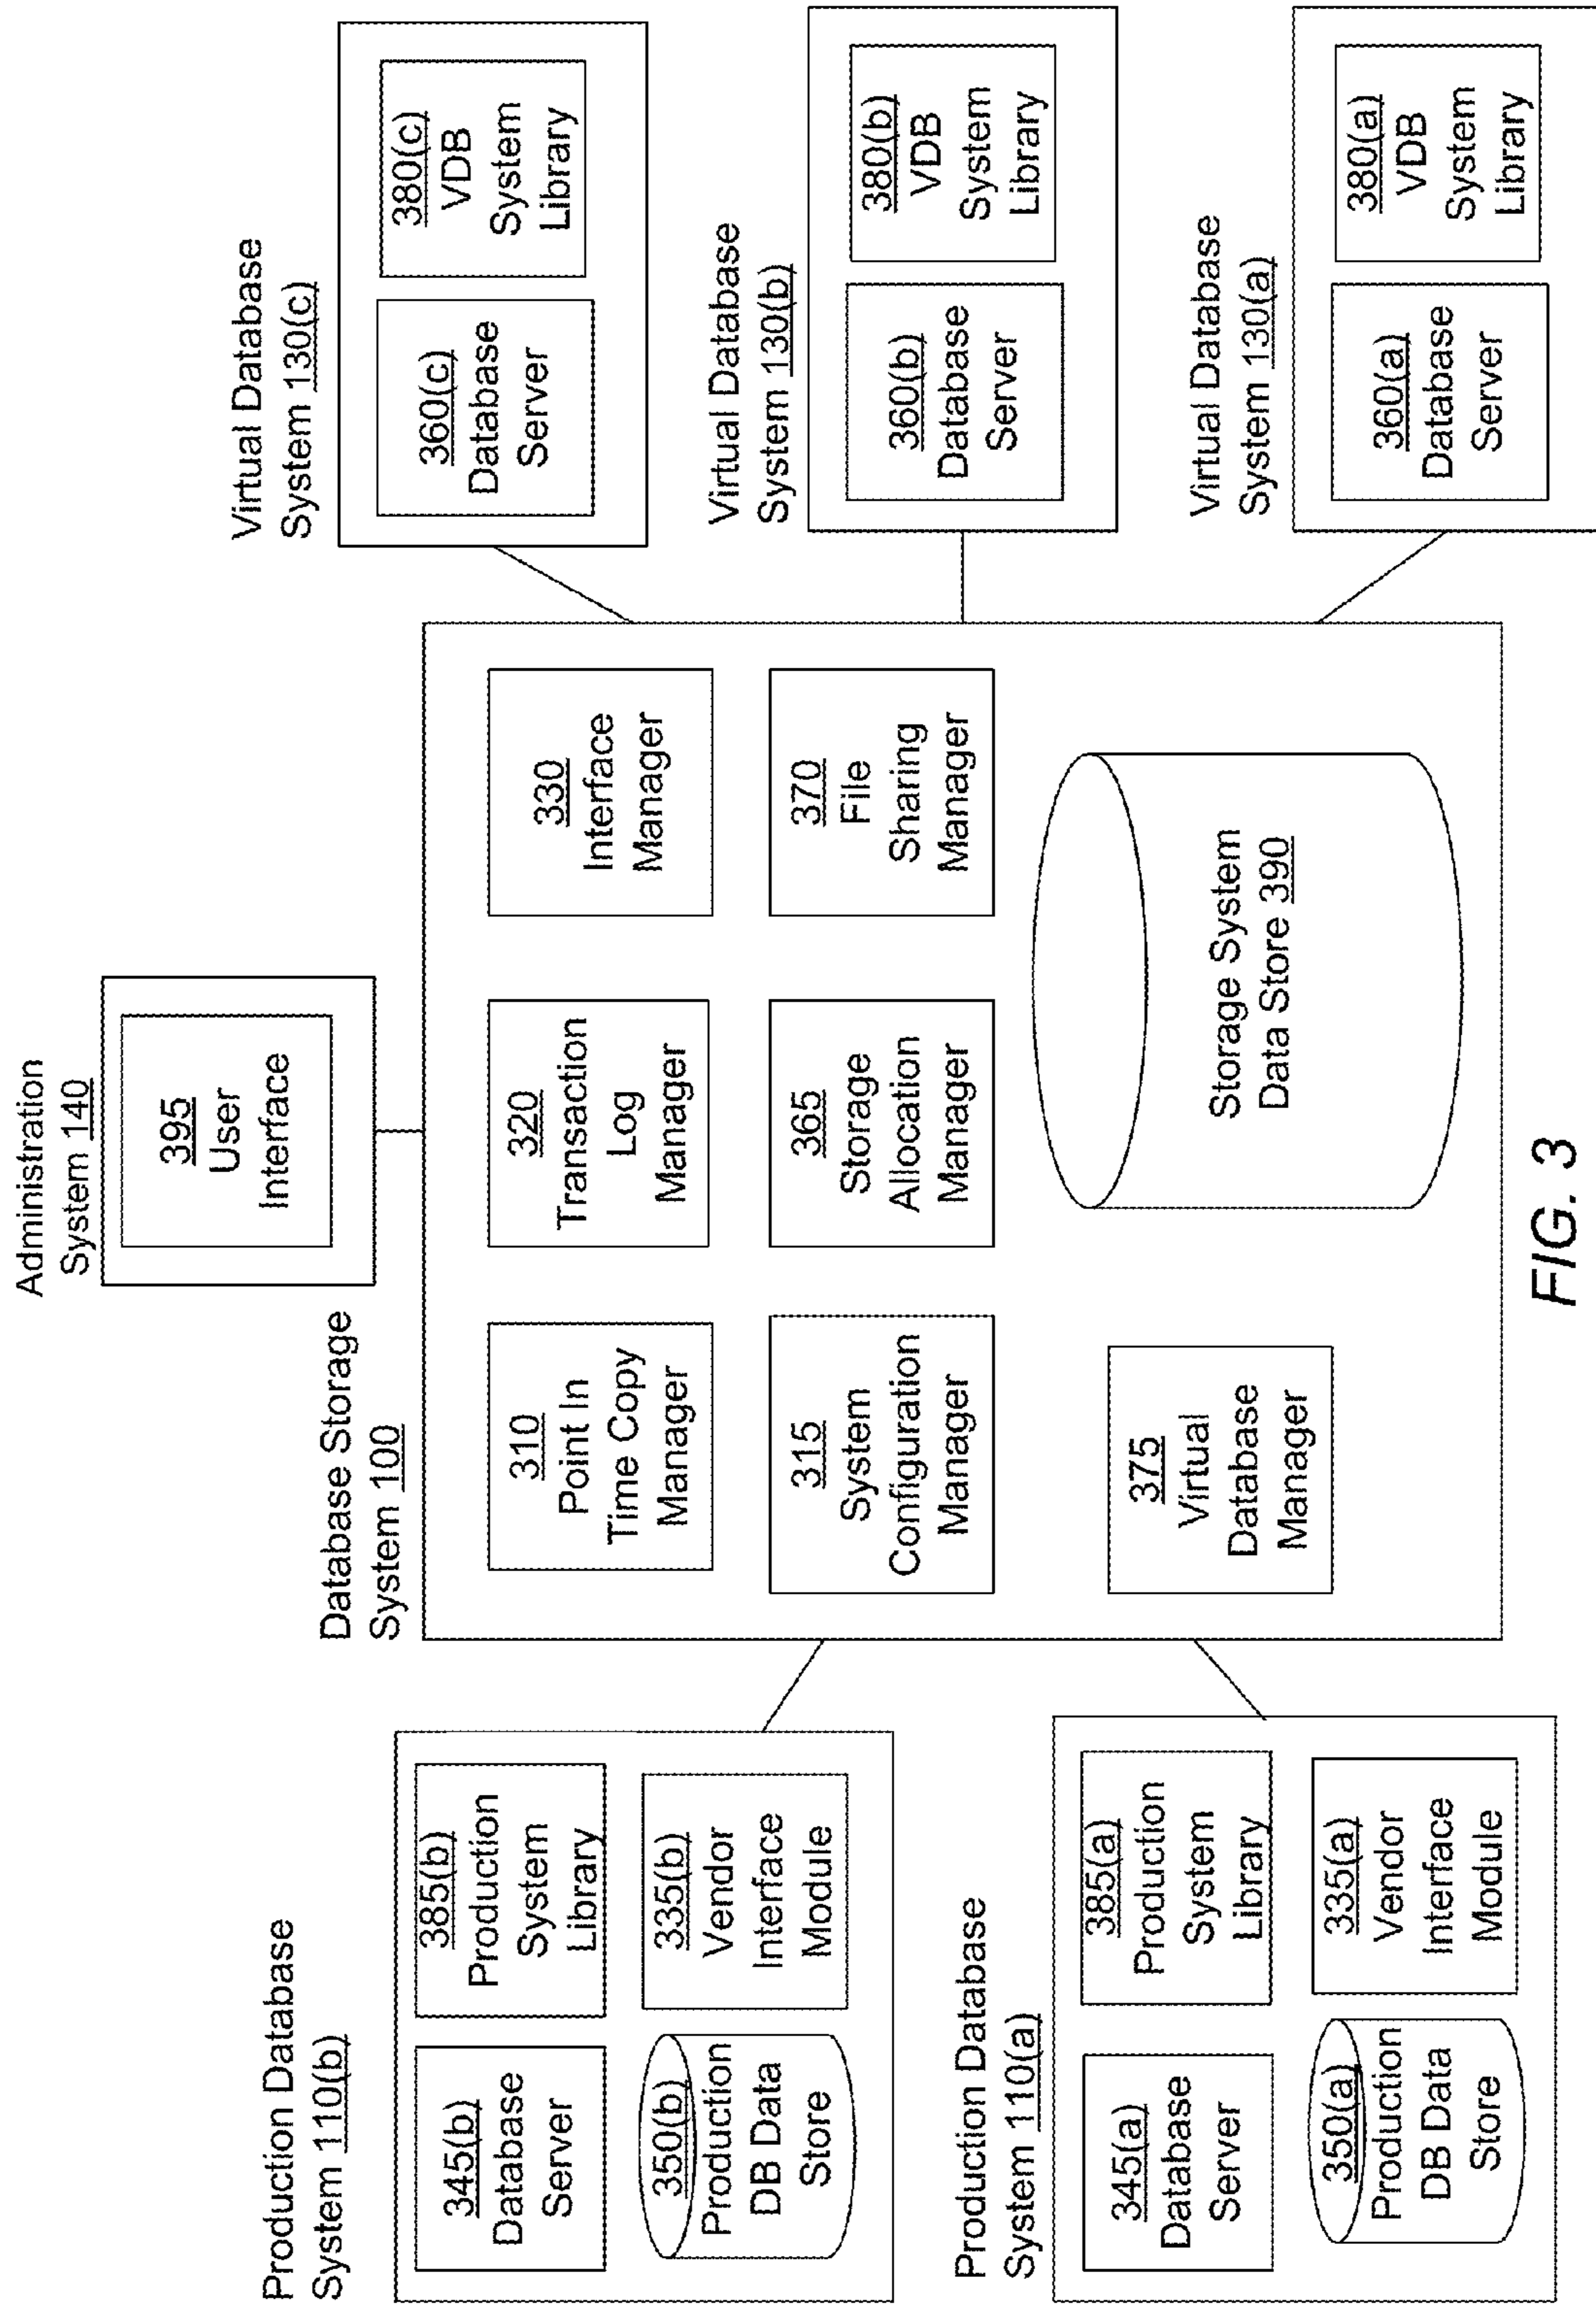 Administration
System 140
395
User
Interface
Database Storage
System 100
Production Database
System 110(b)
345(b)
Database
Server
385(b)
Production
System
Library
350(b)
Production
DB Data
Store
335(b)
Vendor
Interface
Module
Production Database
System 110(a)
345(a)
Database
Server
385(a)
Production
System
Library
350(a)
Production
DB Data
Store
335(a)
Vendor
Interface
Module
310
Point In
Time Copy
Manager
320
Transaction
Log
Manager
330
Interface
Manager
315
System
Configuration
Manager
365
Storage
Allocation
Manager
370
File
Sharing
Manager
375
Virtual
Database
Manager
Storage System
Data Store 390
Virtual Database
System 130(c)
360(c)
Database
Server
380(c)
VDB
System
Library
Virtual Database
System 130(b)
360(b)
Database
Server
380(b)
VDB
System
Library
Virtual Database
System 130(a)
360(a)
Database
Server
380(a)
VDB
System
Library
FIG. 3